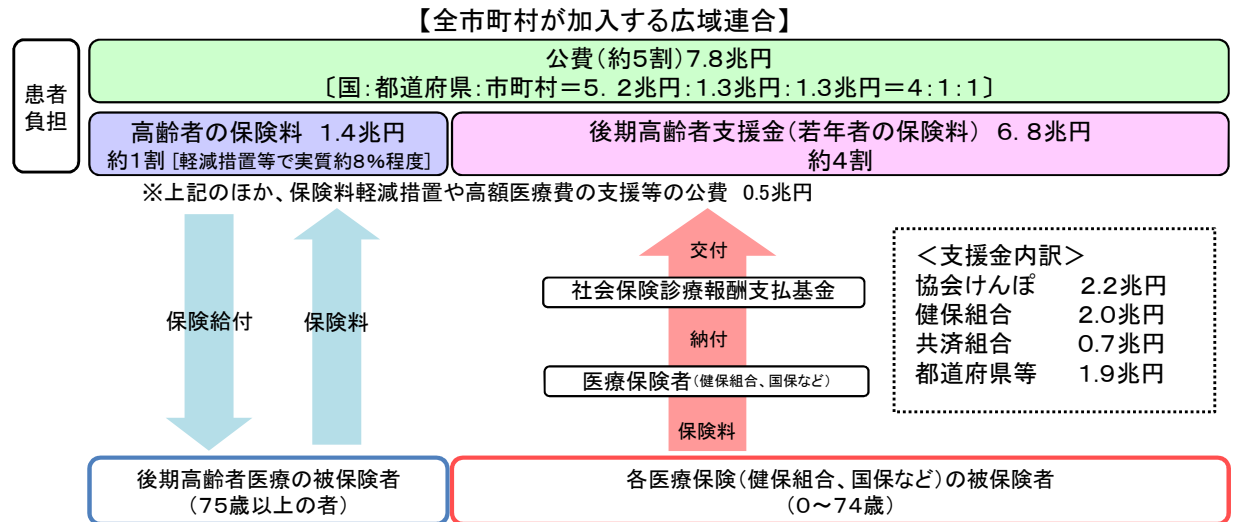 【全市町村が加入する広域連合】
患者
負担
公費(約5割)7.8兆円
〔国:都道府県:市町村=5.2兆円:1.3兆円:1.3兆円=4:1:1〕
高齢者の保険料 1.4兆円
約1割 [軽減措置等で実質約8%程度]
後期高齢者支援金(若年者の保険料) 6.8兆円
約4割
※上記のほか、保険料軽減措置や高額医療費の支援等の公費 0.5兆円
保険給付
保険料
交付
社会保険診療報酬支払基金
納付
医療保険者(健保組合、国保など)
保険料
<支援金内訳>
協会けんぽ 2.2兆円
健保組合 2.0兆円
共済組合 0.7兆円
都道府県等 1.9兆円
後期高齢者医療の被保険者
(75歳以上の者)
各医療保険(健保組合、国保など)の被保険者
(0~74歳)